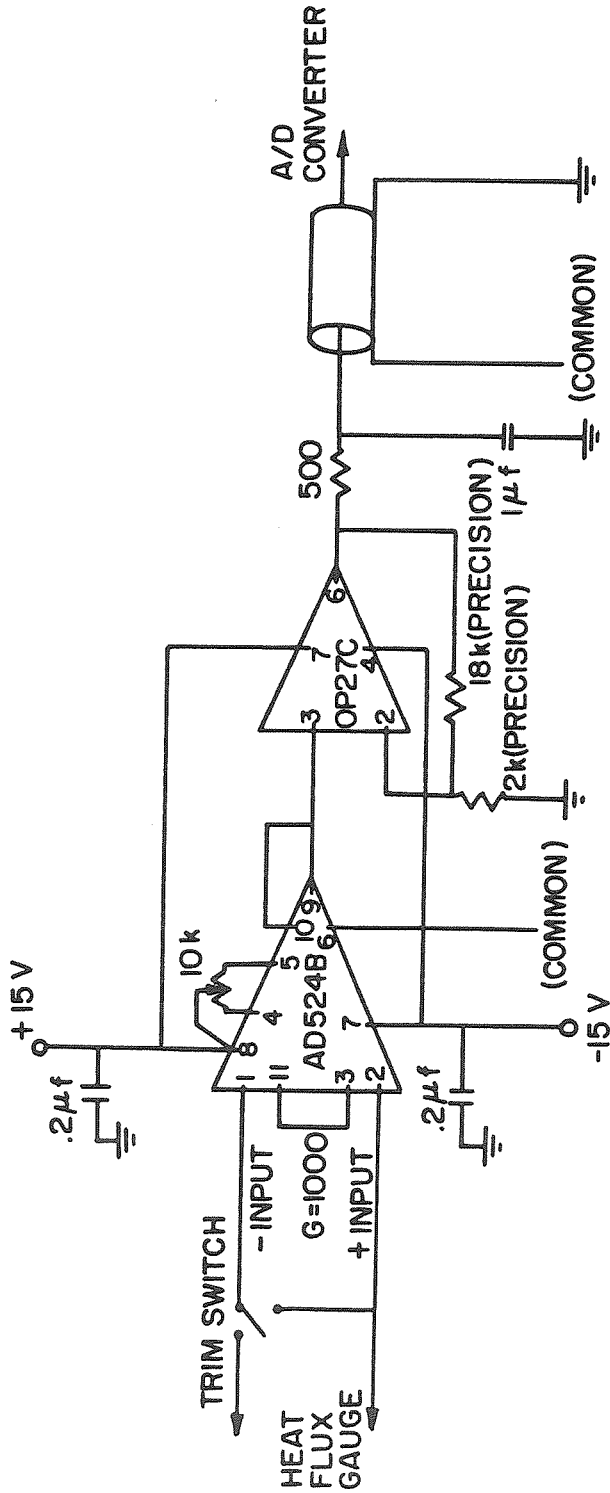 +15 V
.2μf
10k
TRIM SWITCH
-INPUT
G=1000
+INPUT
HEAT
FLUX
GAUGE
1
11
3
2
8
4
5
AD524B
10
9
6
7
.2μf
-15 V
(COMMON)
3
2
7
OP27C
4
6
500
18k(PRECISION)
2k(PRECISION)
1μf
(COMMON)
A/D
CONVERTER